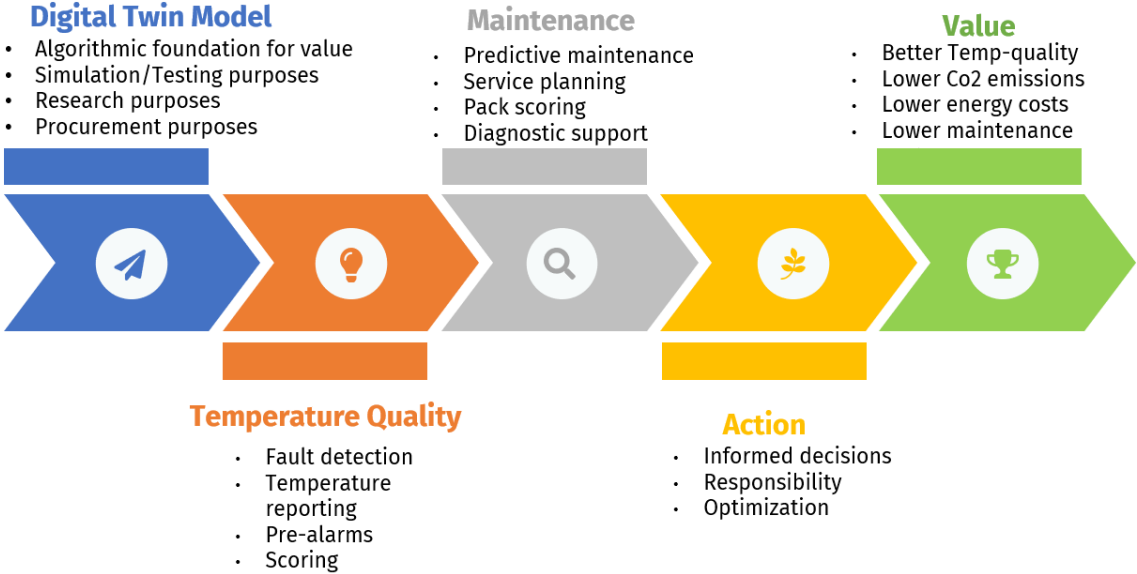 Digital Twin Model
• Algorithmic foundation for value
• Simulation/Testing purposes
• Research purposes
• Procurement purposes
Temperature Quality
• Fault detection
• Temperature
reporting
• Pre-alarms
• Scoring
Maintenance
• Predictive maintenance
• Service planning
• Pack scoring
• Diagnostic support
Action
• Informed decisions
• Responsibility
• Optimization
Value
• Better Temp-quality
• Lower Co2 emissions
• Lower energy costs
• Lower maintenance